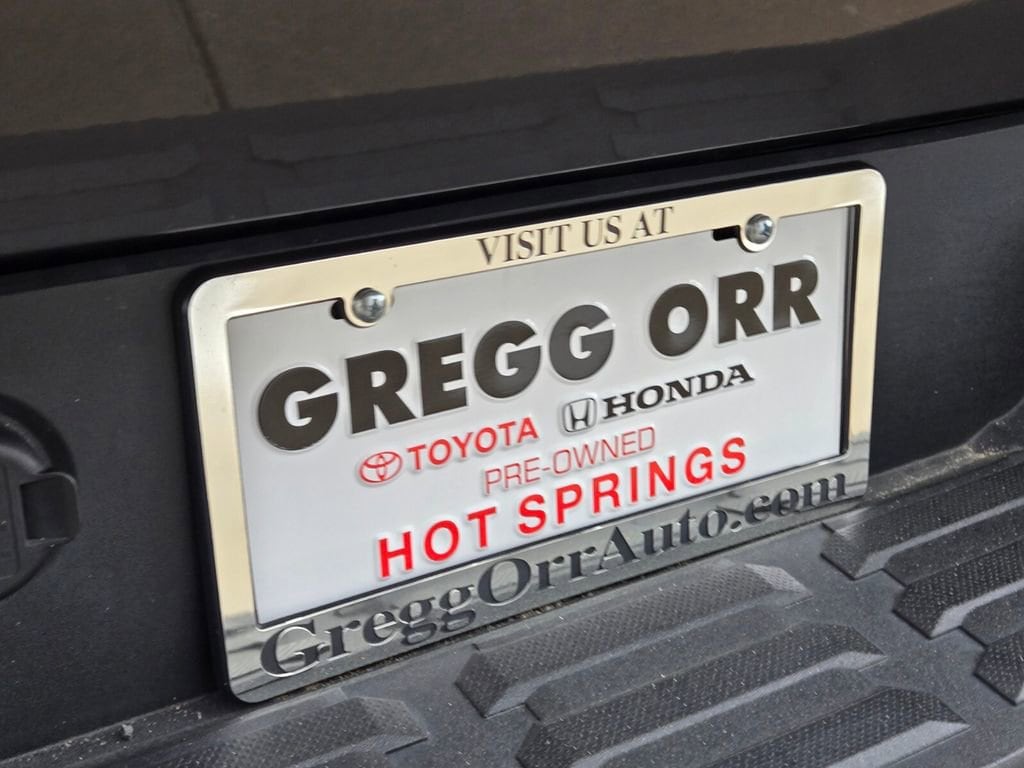 VISIT US AT
GREGG ORR
TOYOTA HONDA
PRE-OWNED
HOT SPRINGS
GreggOrrAuto.com